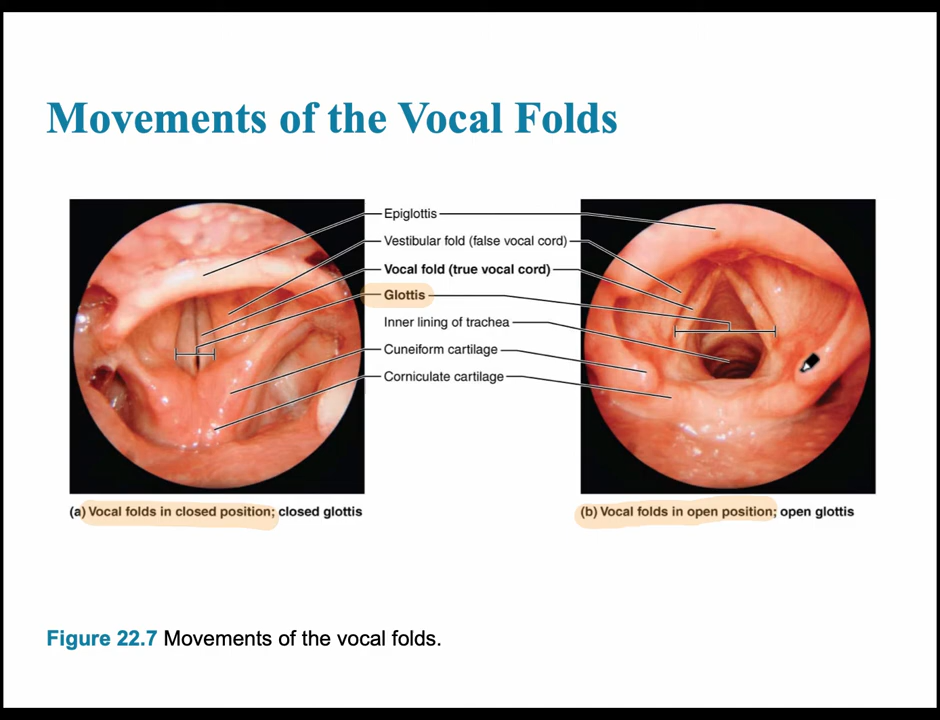 Movements of the Vocal Folds
Epiglottis
Vestibular fold (false vocal cord)
Vocal fold (true vocal cord)
Glottis
Inner lining of trachea
Cuneiform cartilage
Corniculate cartilage
(a) Vocal folds in closed position; closed glottis
(b) Vocal folds in open position; open glottis
Figure 22.7 Movements of the vocal folds.